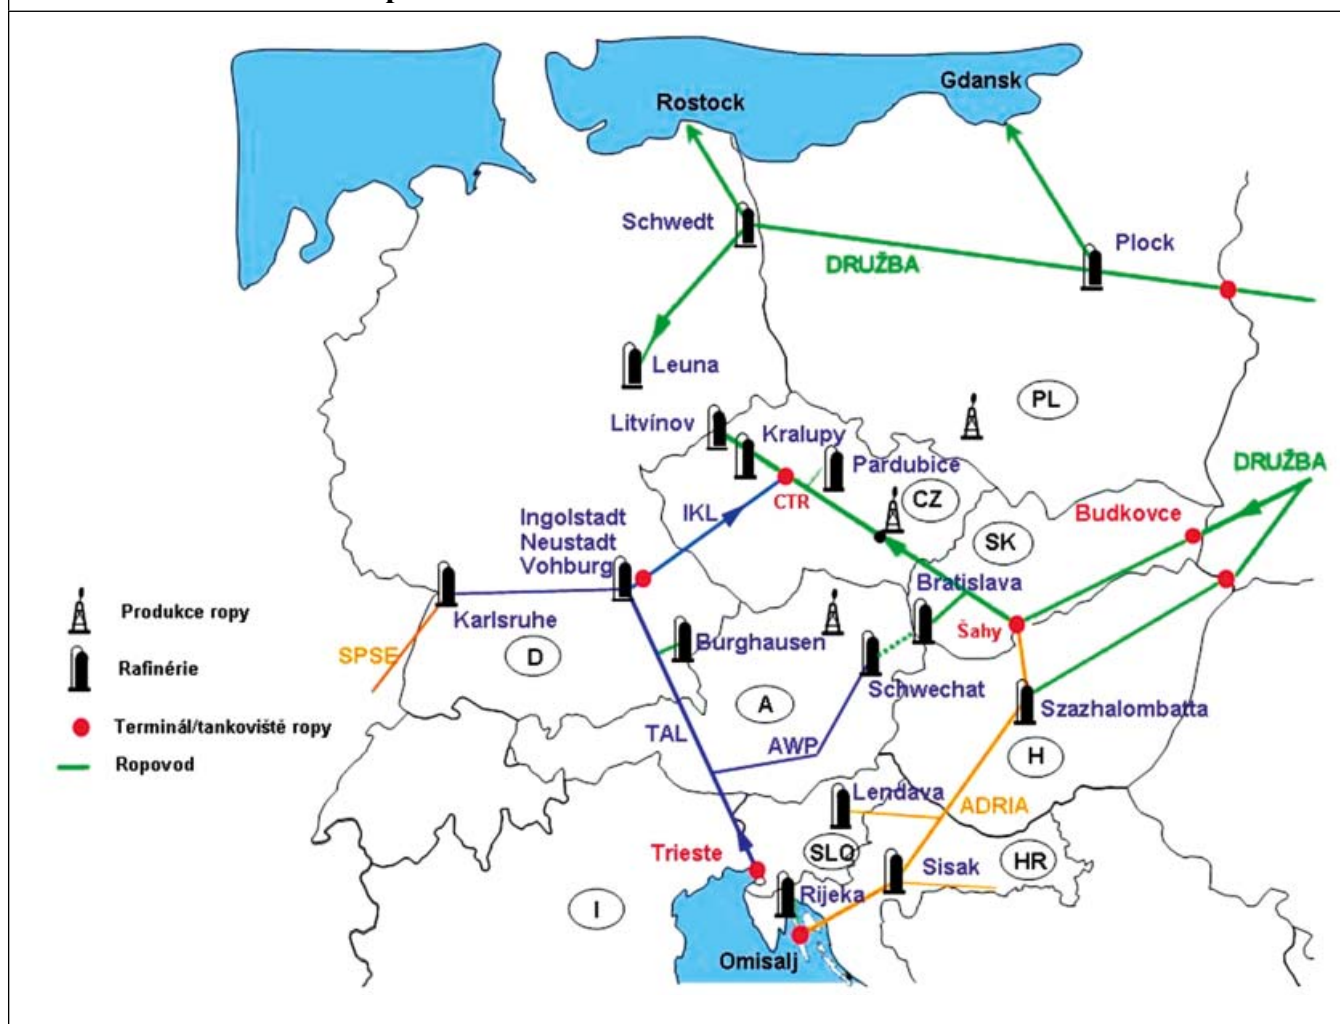 Gdansk
Rostock
Schwedt
Plock
DRUŽBA
Leuna
PL
Litvínov
Kralupy
Pardubice
DRUŽBA
CZ
CTR
IKL
Budkovce
SK
Ingolstadt
Neustadt
Vohburg
Bratislava
Karlsruhe
Šahy
Burghausen
SPSE
D
Schwechat
A
Szazhalombatta
TAL
AWP
H
Lendava
ADRIA
Trieste
SLO
HR
Sisak
Rijeka
I
Omisalj
Produkce ropy
Rafinérie
Terminál/tankoviště ropy
Ropovod